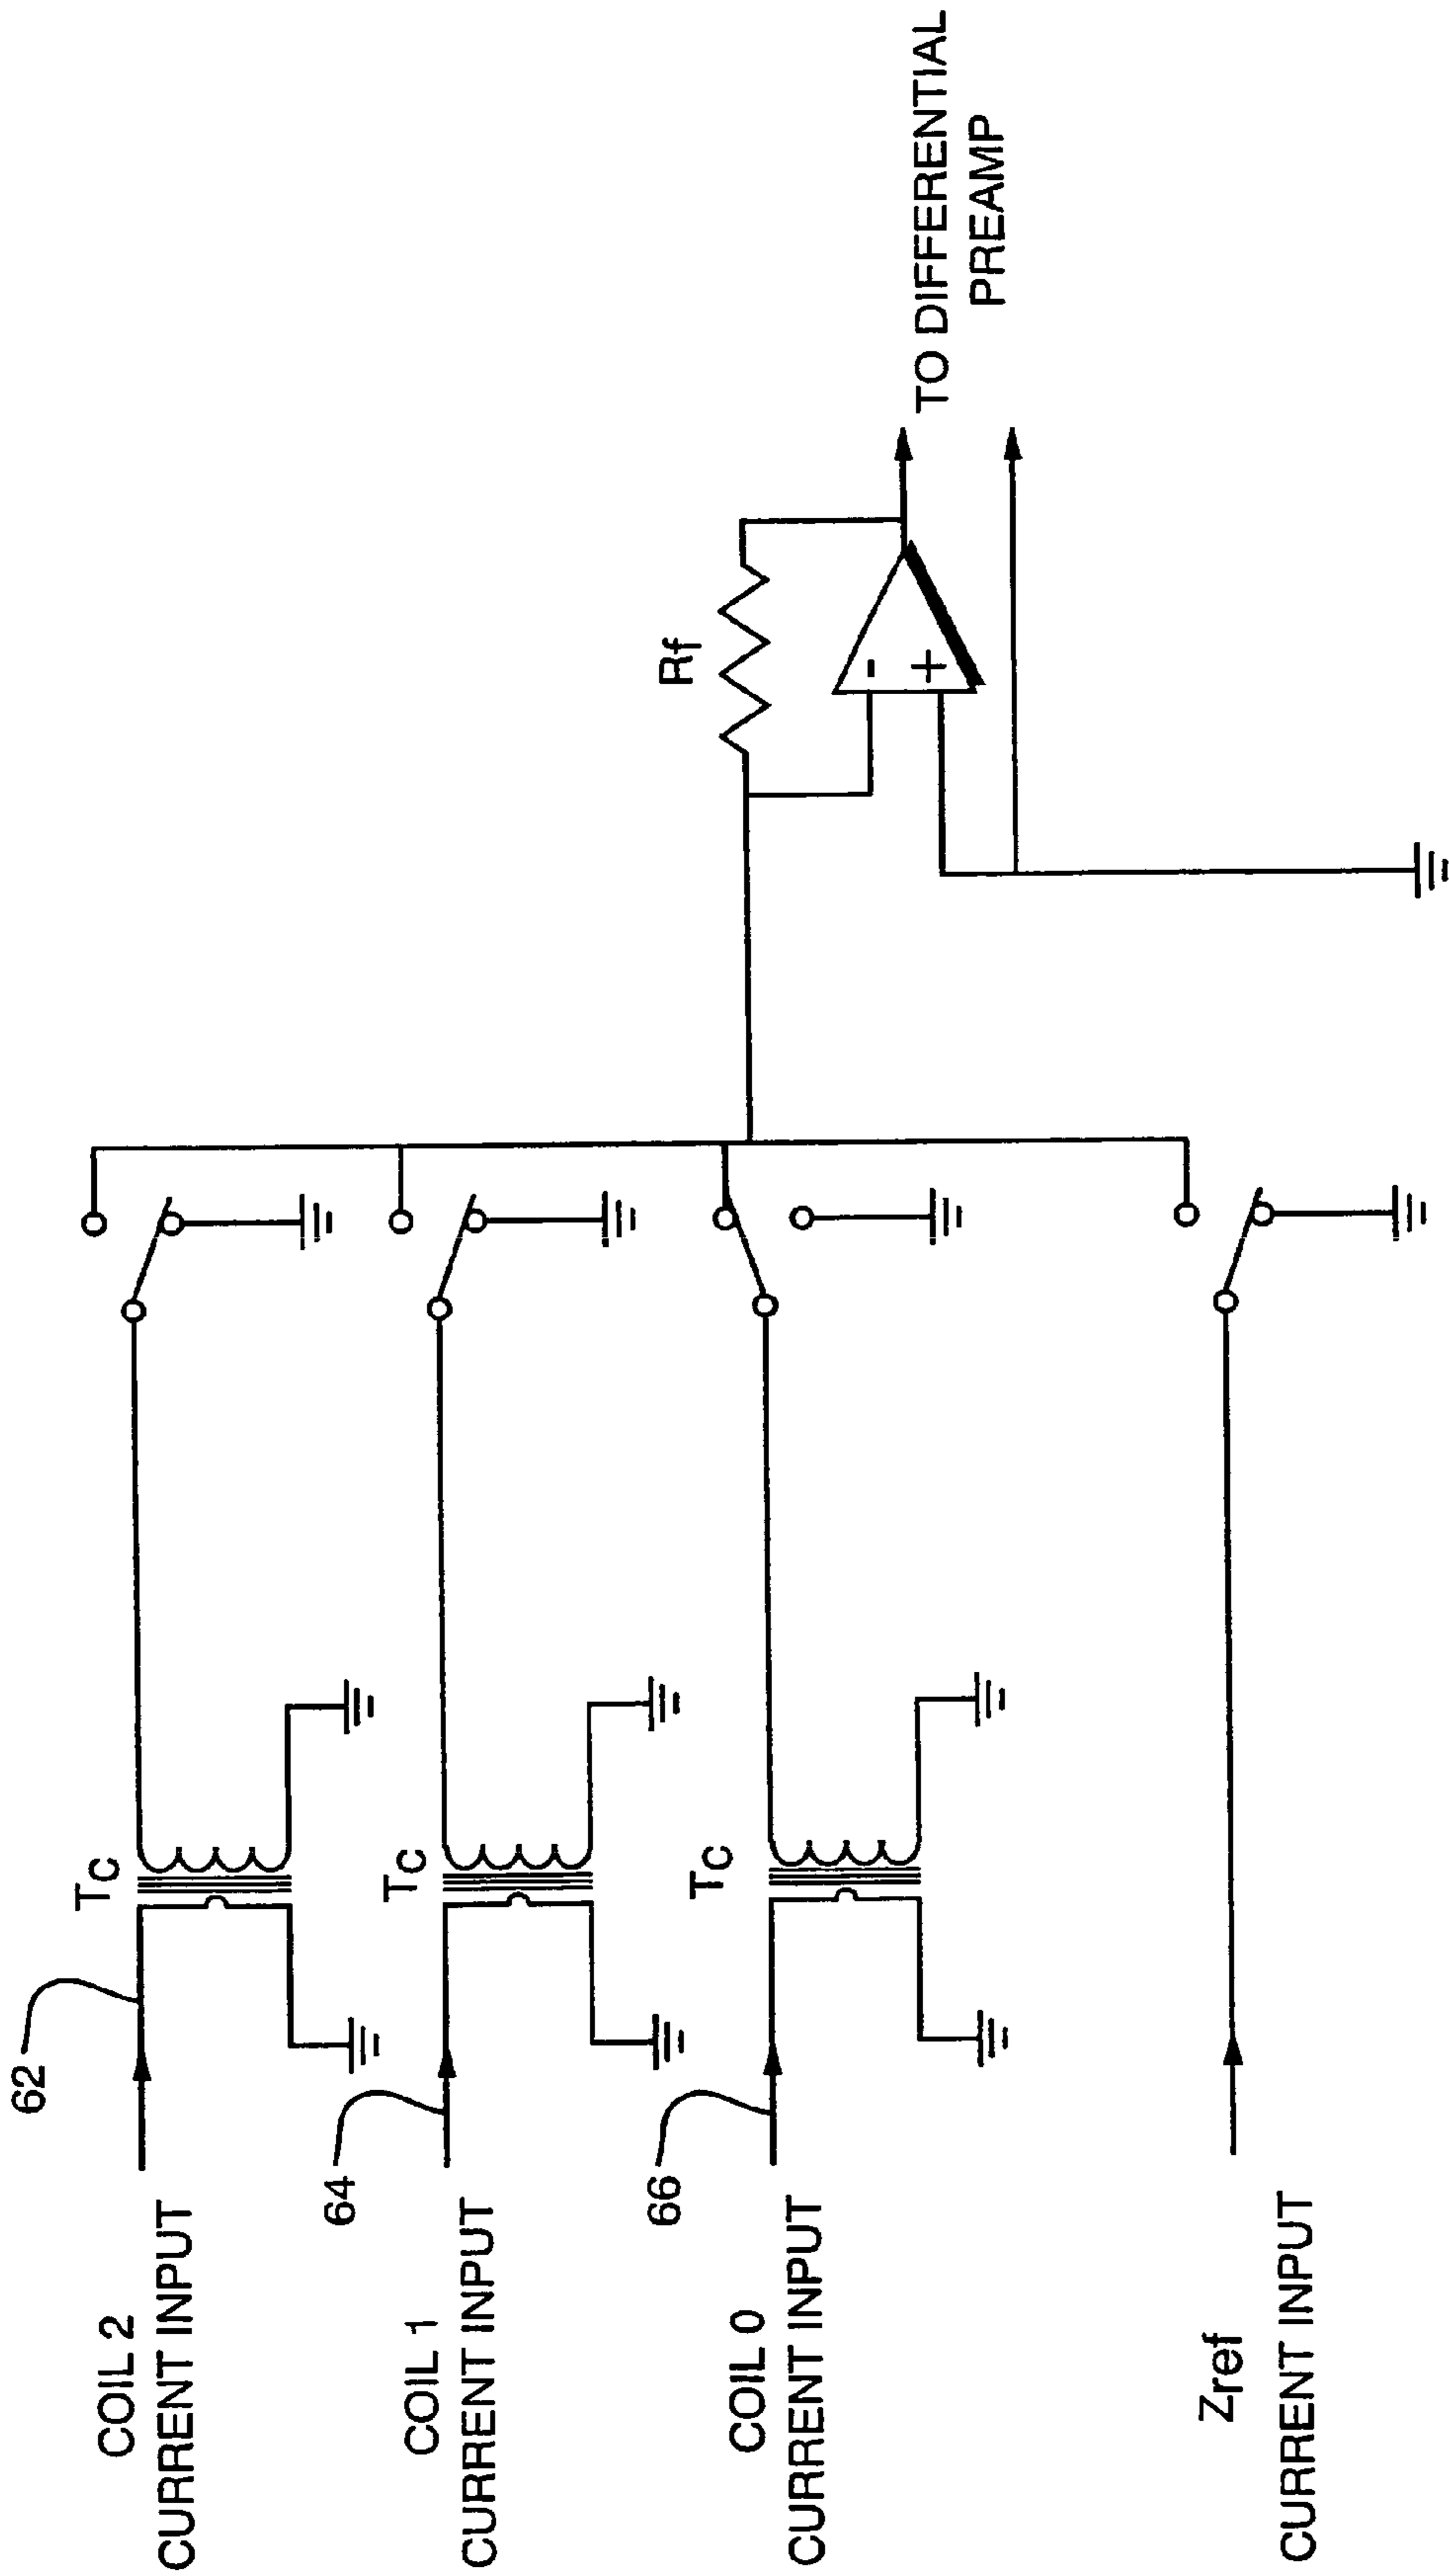 62
COIL 2
CURRENT INPUT
TC
64
COIL 1
CURRENT INPUT
TC
66
COIL 0
CURRENT INPUT
TC
Zref
CURRENT INPUT
Rf
-
+
TO DIFFERENTIAL
PREAMP